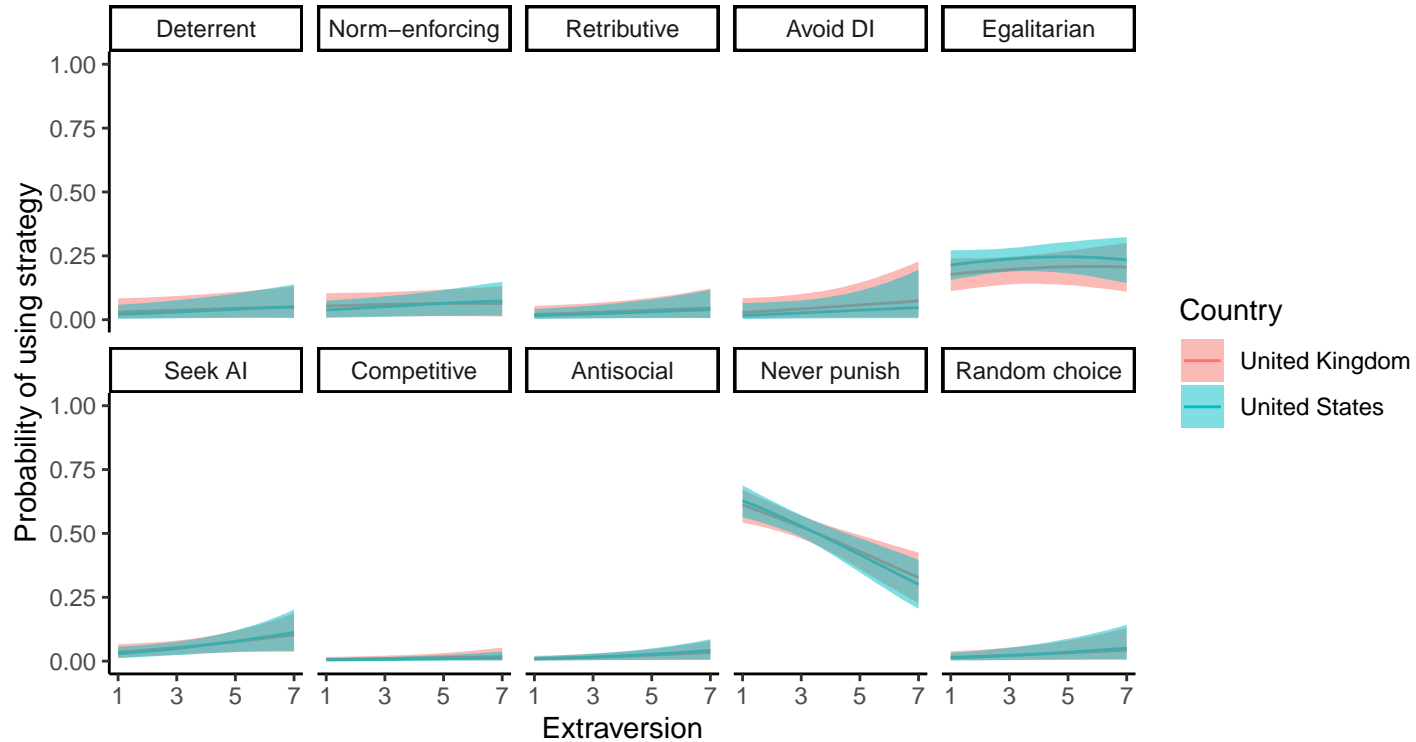 Deterrent Norm−enforcing Retributive Avoid DI Egalitarian
1.00
0.75
0.50
0.25
0.00
Seek AI Competitive Antisocial Never punish Random choice
1.00
0.75
0.50
0.25
0.00
1 3 5 7 1 3 5 7 1 3 5 7 1 3 5 7 1 3 5 7
Extraversion
Probability of using strategy
Country
United Kingdom
United States